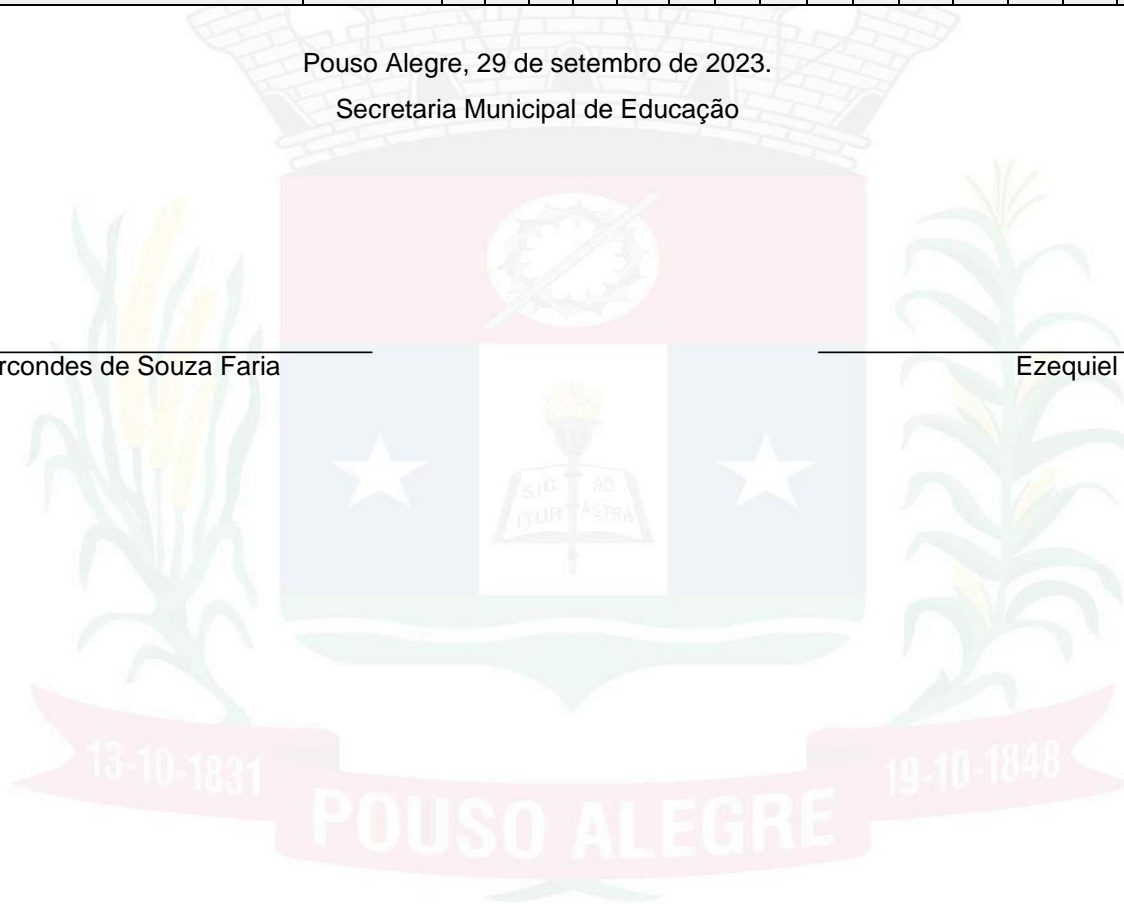 Pouso Alegre, 29 de setembro de 2023.
Secretaria Municipal de Educação
rcondes de Souza Faria
Ezequiel
SIC
AD
ITUR ASTRA
13-10-1831
19-10-1848
POUSO ALEGRE